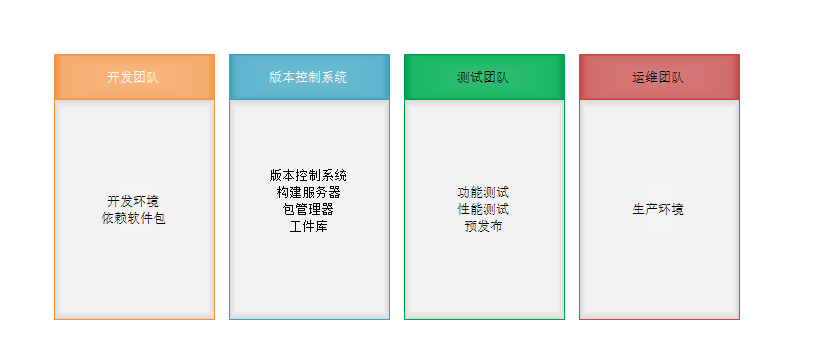 开发团队
版本控制系统
测试团队
运维团队
开发环境
依赖软件包
版本控制系统
构建服务器
包管理器
工件库
功能测试
性能测试
预发布
生产环境